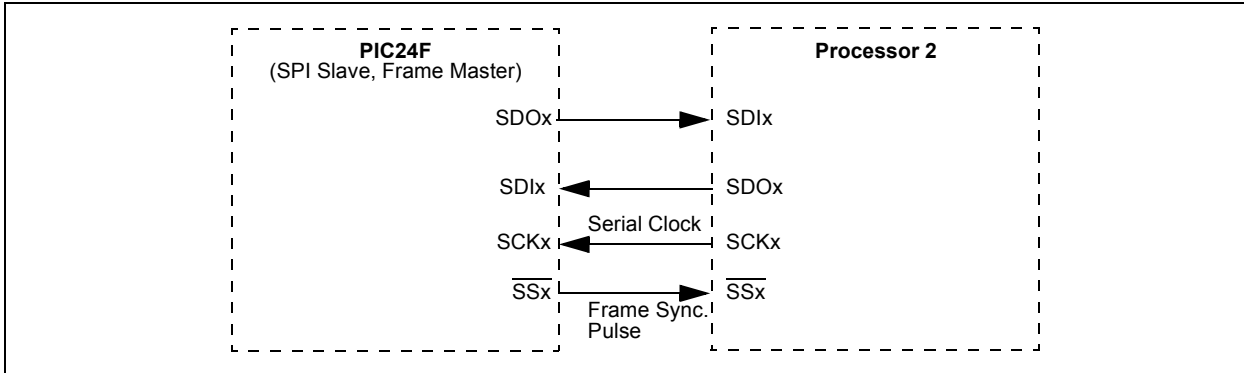 PIC24F
(SPI Slave, Frame Master)
Processor 2
SDOx
SDIx
SDIx
SDOx
Serial Clock
SCKx
SCKx
SSx
SSx
Frame Sync.
Pulse